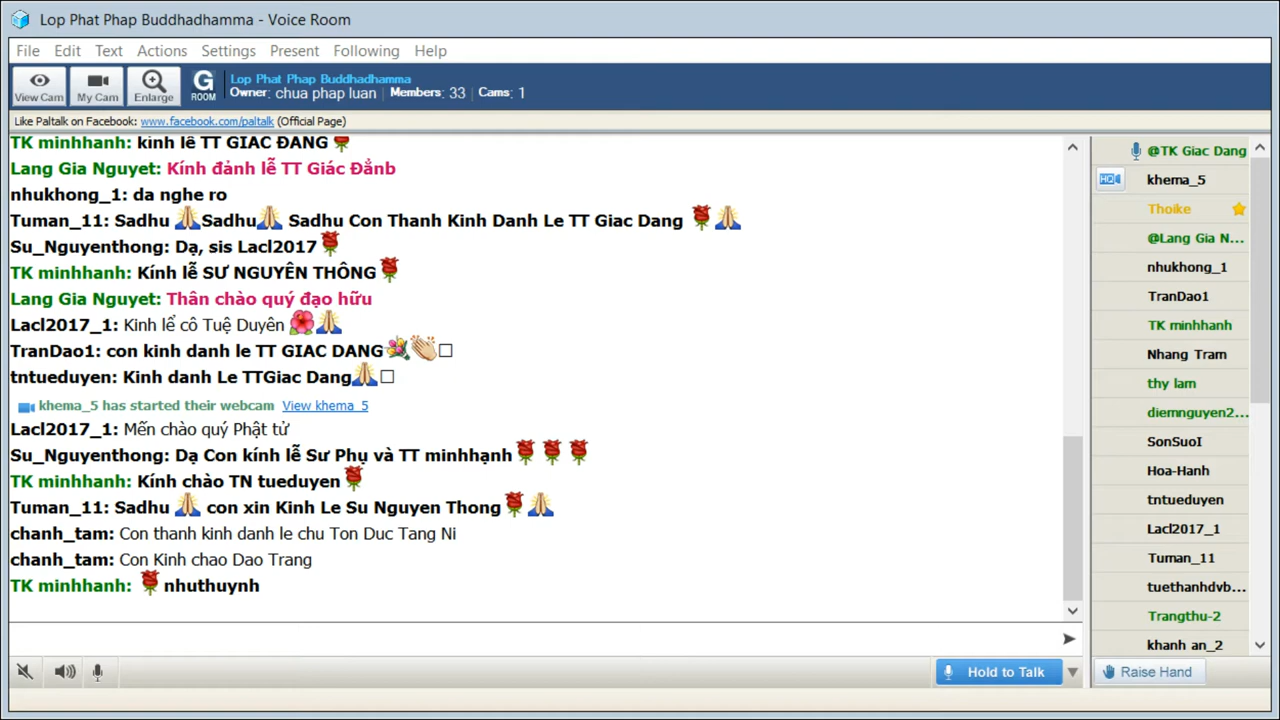 Lop Phat Phap Buddhadhamma - Voice Room
File Edit Text Actions Settings Present Following Help
View Cam My Cam Enlarge G ROOM Lop Phat Phap Buddhadhamma
Owner: chua phap luan Members: 33 Cams: 1
Like Paltalk on Facebook: www.facebook.com/paltalk (Official Page)
TK minhhanh: kính lễ TT GIAC ĐANG
Lang Gia Nguyet: Kính đảnh lễ TT Giác Đẳnb
nhukhong_1: da nghe ro
Tuman_11: Sadhu Sadhu Sadhu Con Thanh Kinh Danh Le TT Giac Dang
Su_Nguyenthong: Dạ, sis Lacl2017
TK minhhanh: Kính lễ SƯ NGUYÊN THÔNG
Lang Gia Nguyet: Thân chào quý đạo hữu
Lacl2017_1: Kinh lể cô Tuệ Duyên
TranDao1: con kinh danh le TT GIAC DANG
tntueduyen: Kinh danh Le TTGiac Dang
khema_5 has started their webcam View khema_5
Lacl2017_1: Mến chào quý Phật tử
Su_Nguyenthong: Dạ Con kính lễ Sư Phụ và TT minhhạnh
TK minhhanh: Kính chào TN tueduyen
Tuman_11: Sadhu con xin Kinh Le Su Nguyen Thong
chanh_tam: Con thanh kinh danh le chu Ton Duc Tang Ni
chanh_tam: Con Kinh chao Dao Trang
TK minhhanh: nhuthuynh
Hold to Talk
@TK Giac Dang
HQ khema_5
Thoike
@Lang Gia N...
nhukhong_1
TranDao1
TK minhhanh
Nhang Tram
thy lam
diemnguyen2...
SonSuoI
Hoa-Hanh
tntueduyen
Lacl2017_1
Tuman_11
tuethanhdvb...
Trangthu-2
khanh an_2
Raise Hand